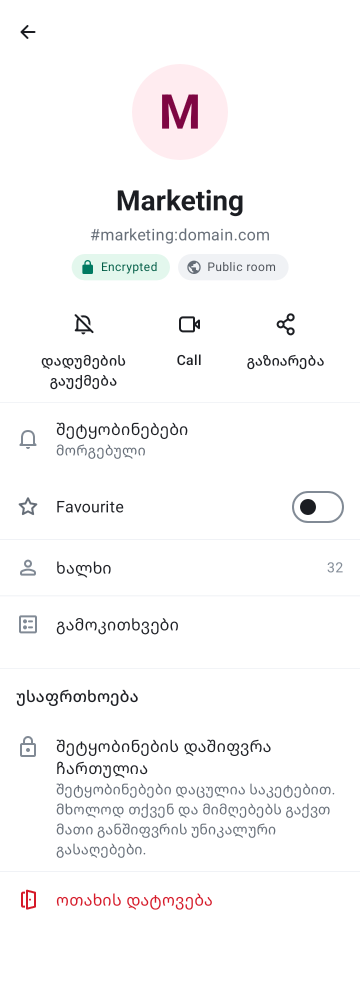 M
Marketing
#marketing:domain.com
Encrypted
Public room
დადუმების
გაუქმება
Call
გაზიარება
შეტყობინებები
მორგებული
Favourite
ხალხი
32
გამოკითხვები
უსაფრთხოება
შეტყობინების დაშიფვრა
ჩართულია
შეტყობინებები დაცულია საკეტებით.
მხოლოდ თქვენ და მიმღებებს გაქვთ
მათი განშიფვრის უნიკალური
გასაღებები.
ოთახის დატოვება